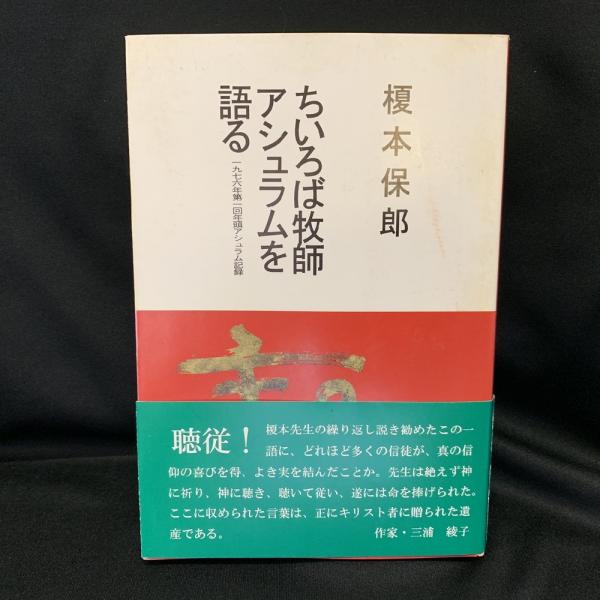 榎本保郎
ちいろば牧師
アシュラムを
語る
一九七六年第一回年頭アシュラム記録
聴従！
榎本先生の繰り返し説き勧めたこの一
語に、どれほど多くの信徒が、真の信
仰の喜びを得、よき実を結んだことか。先生は絶えず神
に祈り、神に聴き、聴いて従い、遂には命を捧げられた。
ここに収められた言葉は、正にキリスト者に贈られた遺
産である。
作家・三浦　綾子